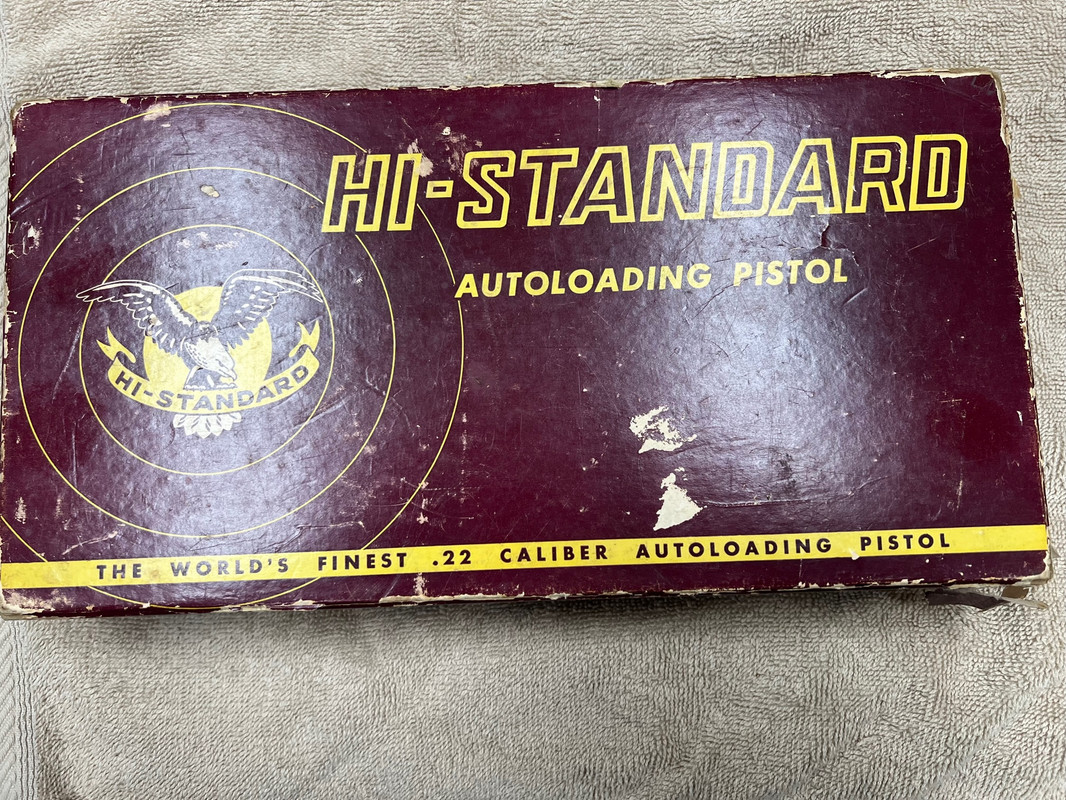 HI-STANDARD
AUTOLOADING PISTOL
HI-STANDARD
THE WORLD'S FINEST .22 CALIBER AUTOLOADING PISTOL